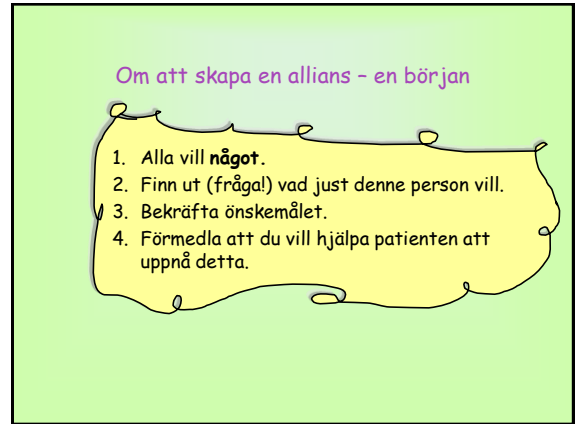 Om att skapa en allians – en början
1. Alla vill något.
2. Finn ut (fråga!) vad just denne person vill.
3. Bekräfta önskemålet.
4. Förmedla att du vill hjälpa patienten att
uppnå detta.